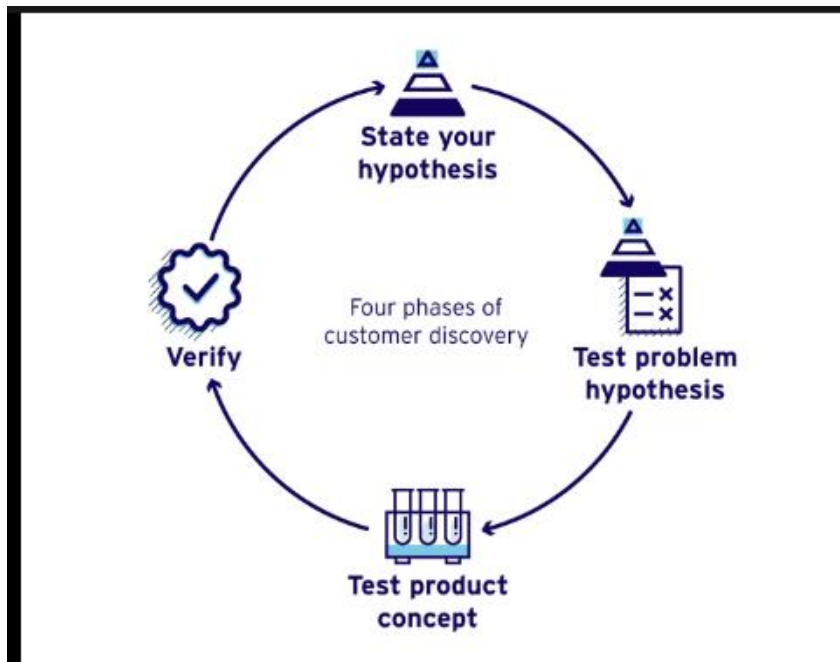 State your
hypothesis
Four phases of
customer discovery
Test problem
hypothesis
Verify
Test product
concept